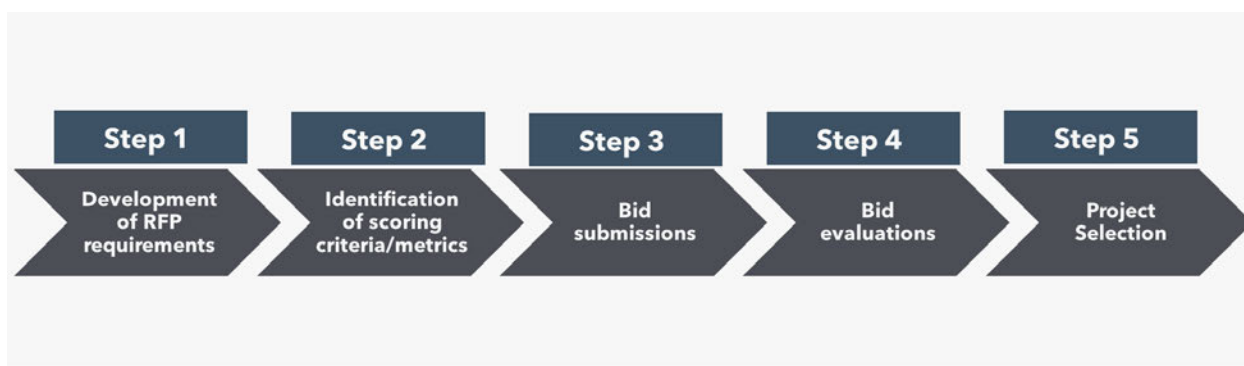 Step 1
Development
of RFP
requirements
Step 2
Identification
of scoring
criteria/metrics
Step 3
Bid
submissions
Step 4
Bid
evaluations
Step 5
Project
Selection